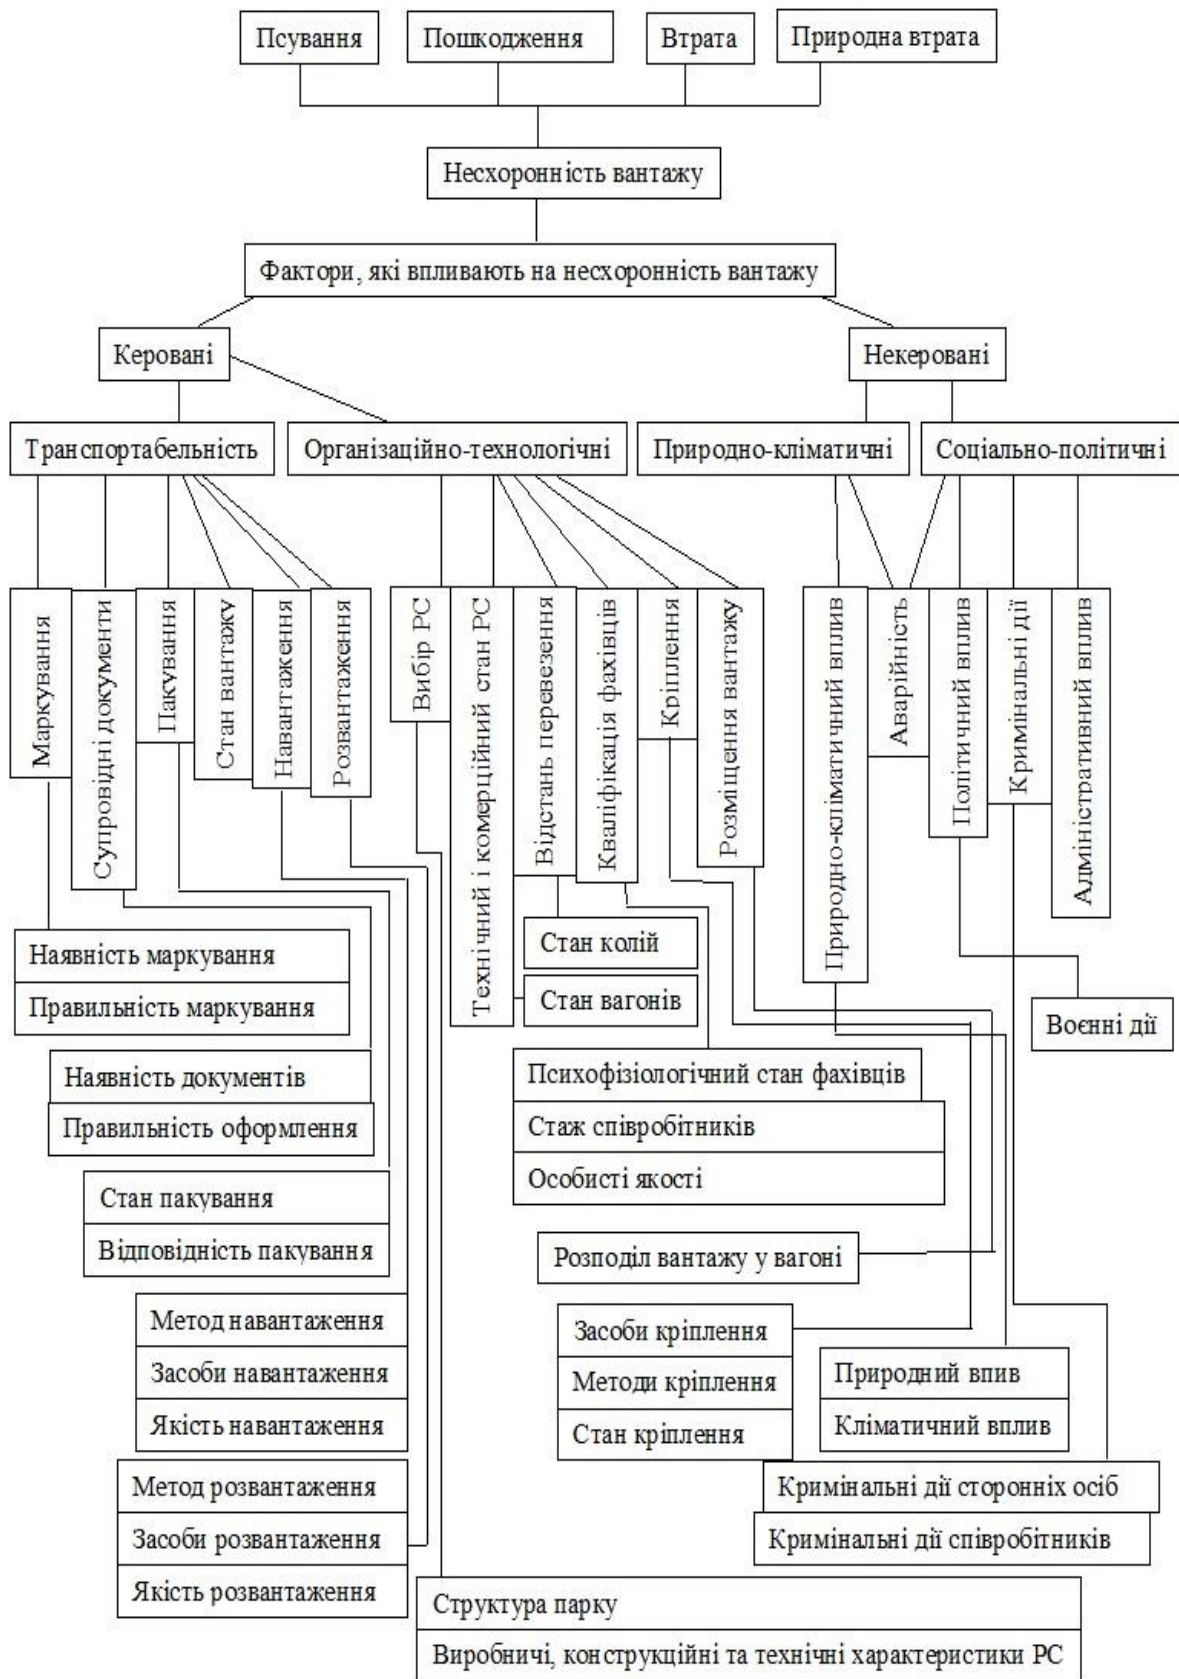 Псування
Пошкодження
Втрата
Природна втрата
Несхоронність вантажу
Фактори, які впливають на несхоронність вантажу
Керовані
Некеровані
Транспортабельність
Організаційно-технологічні
Природно-кліматичні
Соціально-політичні
Маркування
Супровідні документи
Пакування
Стан вантажу
Навантаження
Розвантаження
Вибір РС
Технічний і комерційний стан РС
Відстань перевезення
Кваліфікація фахівців
Кріплення
Розміщення вантажу
Природно-кліматичний вплив
Аварійність
Політичний вплив
Кримінальні дії
Адміністративний вплив
Наявність маркування
Правильність маркування
Стан колій
Стан вагонів
Воєнні дії
Наявність документів
Правильність оформлення
Психофізіологічний стан фахівців
Стаж співробітників
Особисті якості
Стан пакування
Відповідність пакування
Розподіл вантажу у вагоні
Метод навантаження
Засоби навантаження
Якість навантаження
Засоби кріплення
Методи кріплення
Стан кріплення
Природний впив
Кліматичний вплив
Метод розвантаження
Засоби розвантаження
Якість розвантаження
Кримінальні дії сторонніх осіб
Кримінальні дії співробітників
Структура парку
Виробничі, конструкційні та технічні характеристики РС